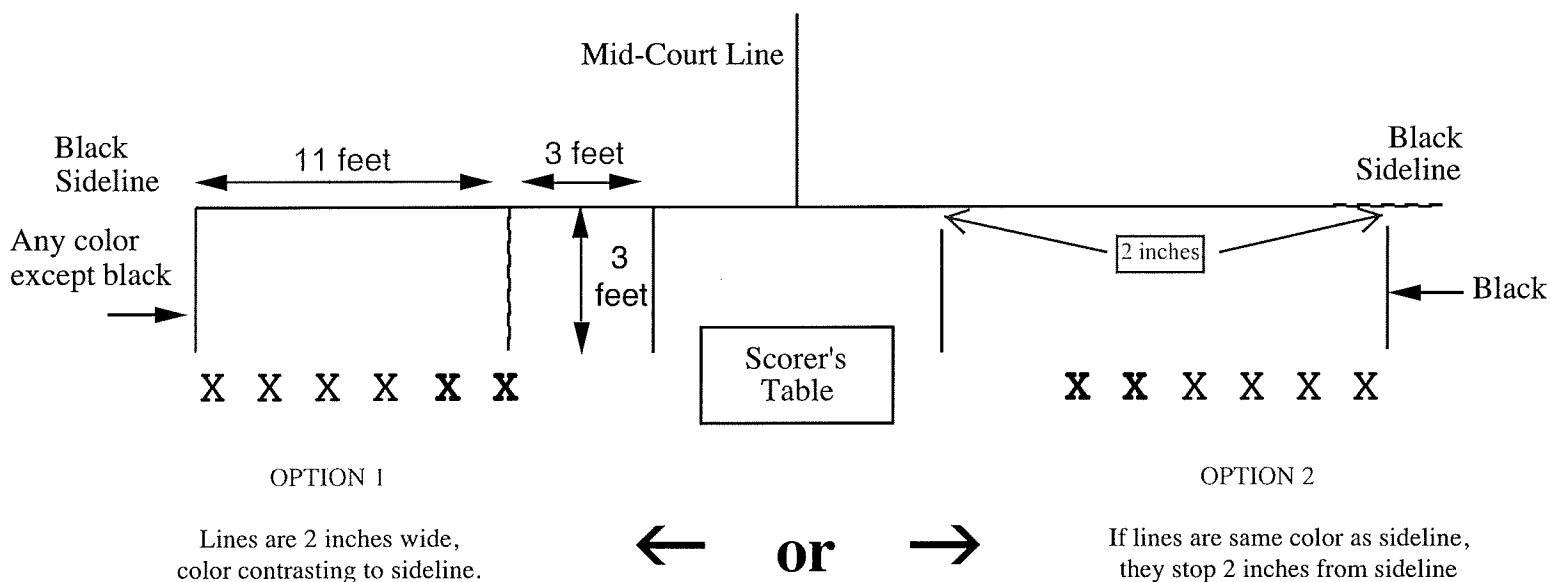 Mid-Court Line
Black
Sideline
11 feet
3 feet
Black
Sideline
Any color
except black
3
feet
2 inches
Black
Scorer's
Table
X X X X X X
X X X X X X
OPTION 1
OPTION 2
Lines are 2 inches wide,
color contrasting to sideline.
or
If lines are same color as sideline,
they stop 2 inches from sideline